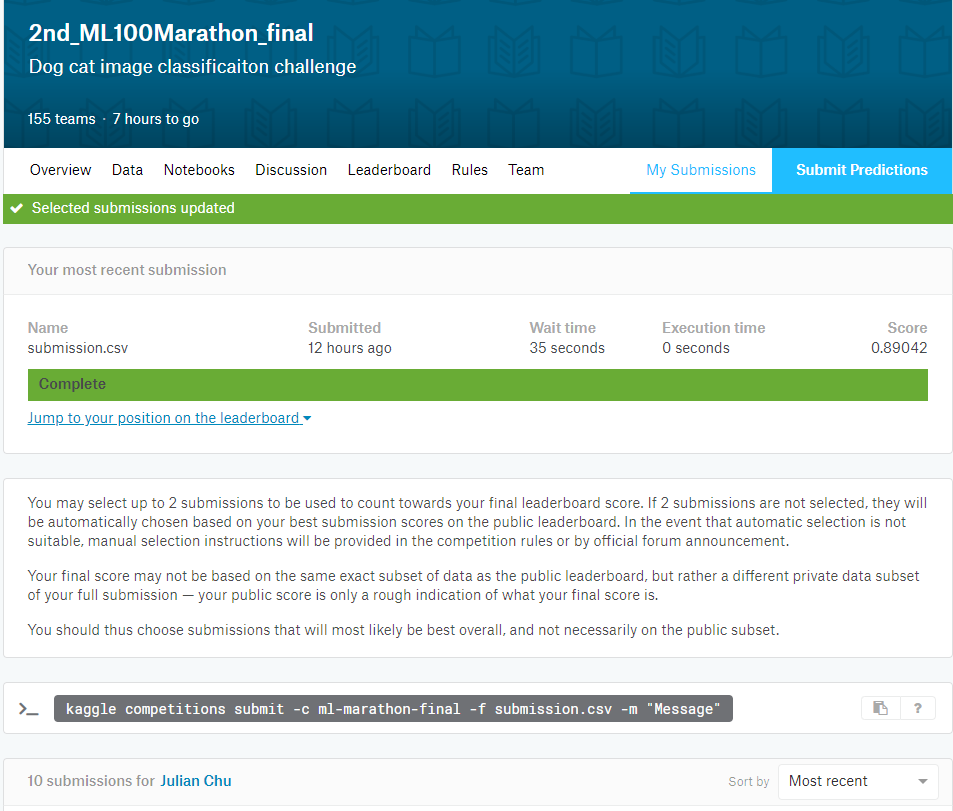 2nd_ML100Marathon_final
Dog cat image classificaiton challenge
155 teams · 7 hours to go
Overview Data Notebooks Discussion Leaderboard Rules Team My Submissions Submit Predictions
Selected submissions updated
Your most recent submission
Name Submitted Wait time Execution time Score
submission.csv 12 hours ago 35 seconds 0 seconds 0.89042
Complete
Jump to your position on the leaderboard
You may select up to 2 submissions to be used to count towards your final leaderboard score. If 2 submissions are not selected, they will
be automatically chosen based on your best submission scores on the public leaderboard. In the event that automatic selection is not
suitable, manual selection instructions will be provided in the competition rules or by official forum announcement.
Your final score may not be based on the same exact subset of data as the public leaderboard, but rather a different private data subset
of your full submission — your public score is only a rough indication of what your final score is.
You should thus choose submissions that will most likely be best overall, and not necessarily on the public subset.
>_ kaggle competitions submit -c ml-marathon-final -f submission.csv -m "Message" ?
10 submissions for Julian Chu Sort by Most recent